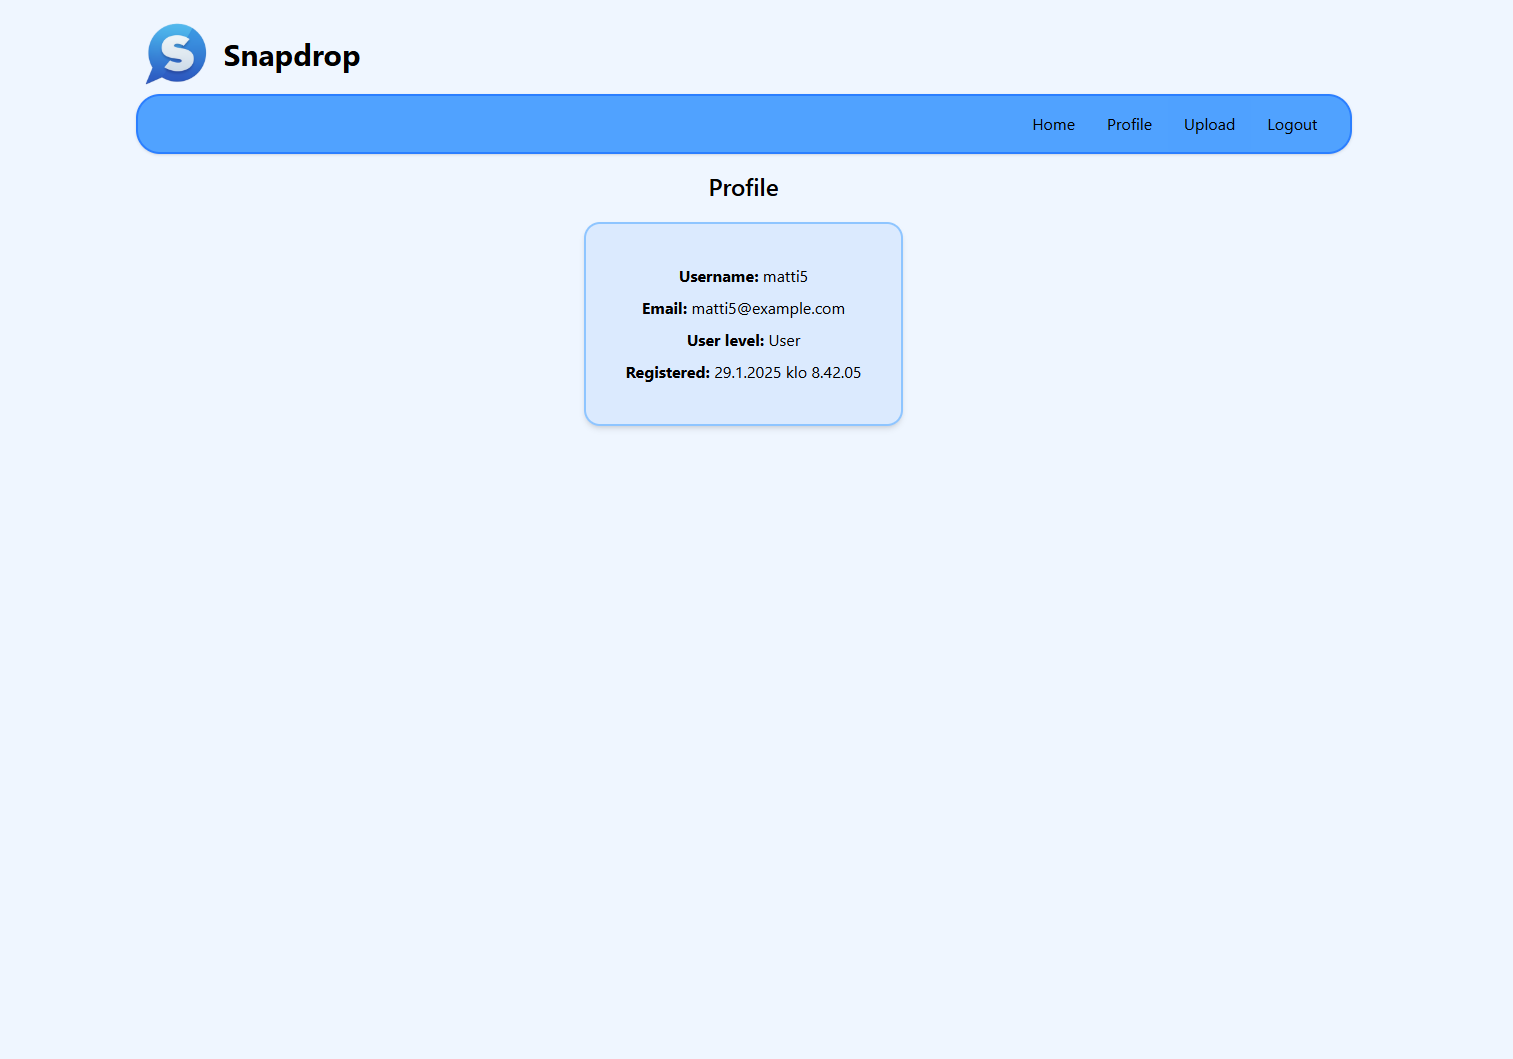 Snapdrop
Home Profile Upload Logout
Profile
Username: matti5
Email: matti5@example.com
User level: User
Registered: 29.1.2025 klo 8.42.05